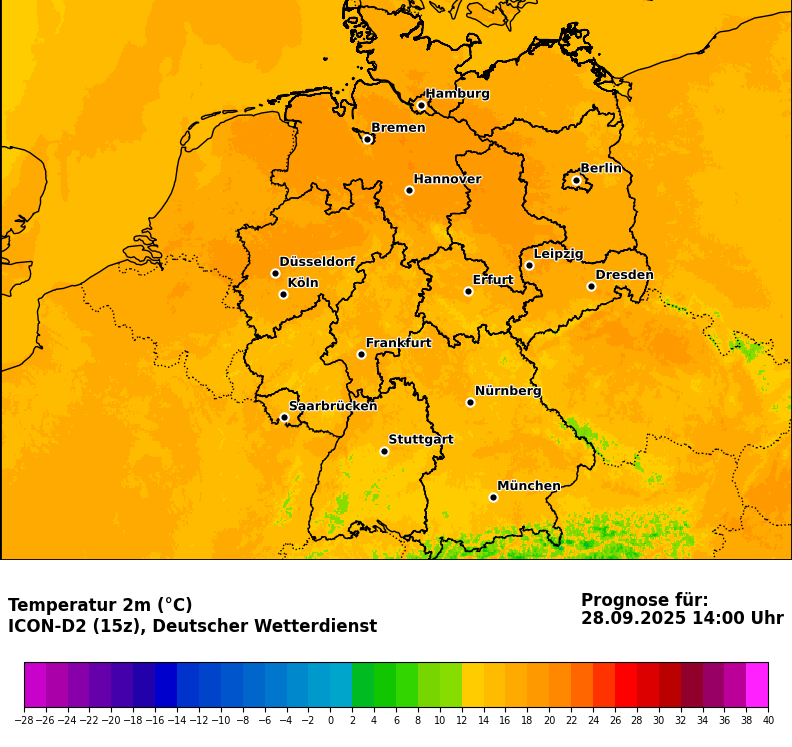 Hamburg
Bremen
Berlin
Hannover
Leipzig
Düsseldorf
Dresden
Köln
Erfurt
Frankfurt
Nürnberg
Saarbrücken
Stuttgart
München
Temperatur 2m (°C)
ICON-D2 (15z), Deutscher Wetterdienst
Prognose für:
28.09.2025 14:00 Uhr
−28 −26 −24 −22 −20 −18 −16 −14 −12 −10 −8 −6 −4 −2 0 2 4 6 8 10 12 14 16 18 20 22 24 26 28 30 32 34 36 38 40